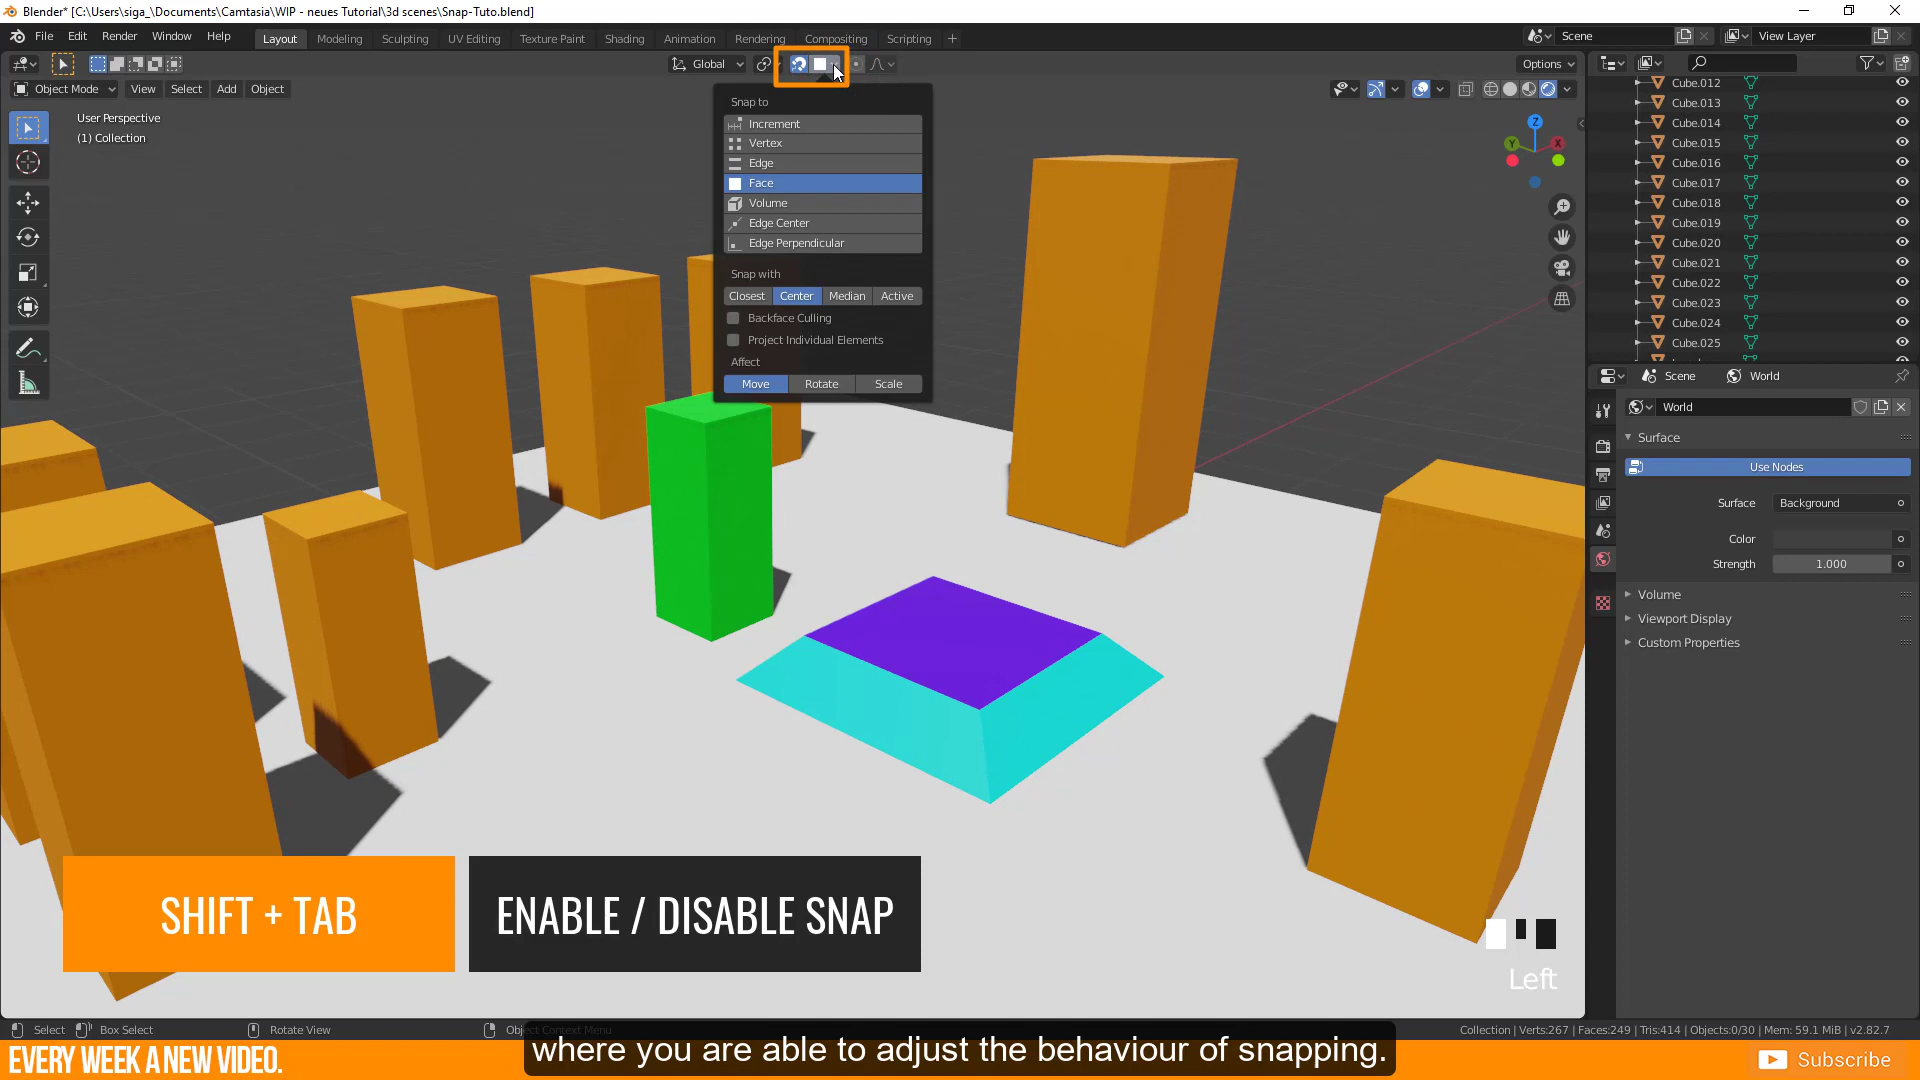 Blender* [C:\Users\siga_\Documents\Camtasia\WIP - neues Tutorial\3d scenes\Snap-Tuto.blend]
File Edit Render Window Help Layout Modeling Sculpting UV Editing Texture Paint Shading Animation Rendering Compositing Scripting + Scene View Layer
Global Options
Object Mode View Select Add Object
User Perspective
(1) Collection
Snap to
Increment
Vertex
Edge
Face
Volume
Edge Center
Edge Perpendicular
Snap with
Closest Center Median Active
Backface Culling
Project Individual Elements
Affect
Move Rotate Scale
Z
Y X
Cube.012
Cube.013
Cube.014
Cube.015
Cube.016
Cube.017
Cube.018
Cube.019
Cube.020
Cube.021
Cube.022
Cube.023
Cube.024
Cube.025
Scene World
World
Surface
Use Nodes
Surface Background
Color
Strength 1.000
Volume
Viewport Display
Custom Properties
SHIFT + TAB ENABLE / DISABLE SNAP
Left
Select Box Select Rotate View Object Context Menu Collection | Verts:267 | Faces:249 | Tris:414 | Objects:0/30 | Mem: 59.1 MiB | v2.82.7
where you are able to adjust the behaviour of snapping.
EVERY WEEK A NEW VIDEO. Subscribe